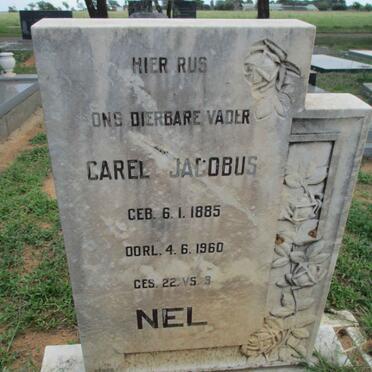 HIER RUS
ONS DIERBARE VADER
CAREL JACOBUS
GEB. 6.1.1885
OORL. 4.6.1960
GES. 22. VS. 3
NEL